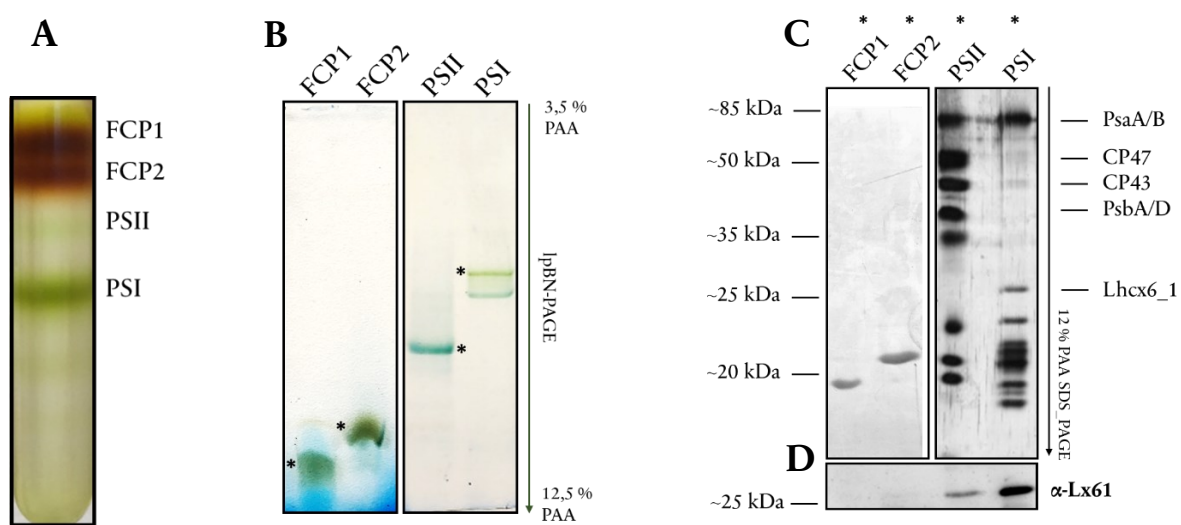 A
FCP1
FCP2
PSII
PSI
B
FCP1
FCP2
PSII
PSI
*
*
*
*
3,5 %
PAA
lpBN-PAGE
12,5 %
PAA
C
* * * *
FCP1
FCP2
PSII
PSI
~85 kDa
~50 kDa
~35 kDa
~25 kDa
~20 kDa
PsaA/B
CP47
CP43
PsbA/D
Lhcx6_1
12 % PAA SDS_PAGE
D
~25 kDa
α-Lx61